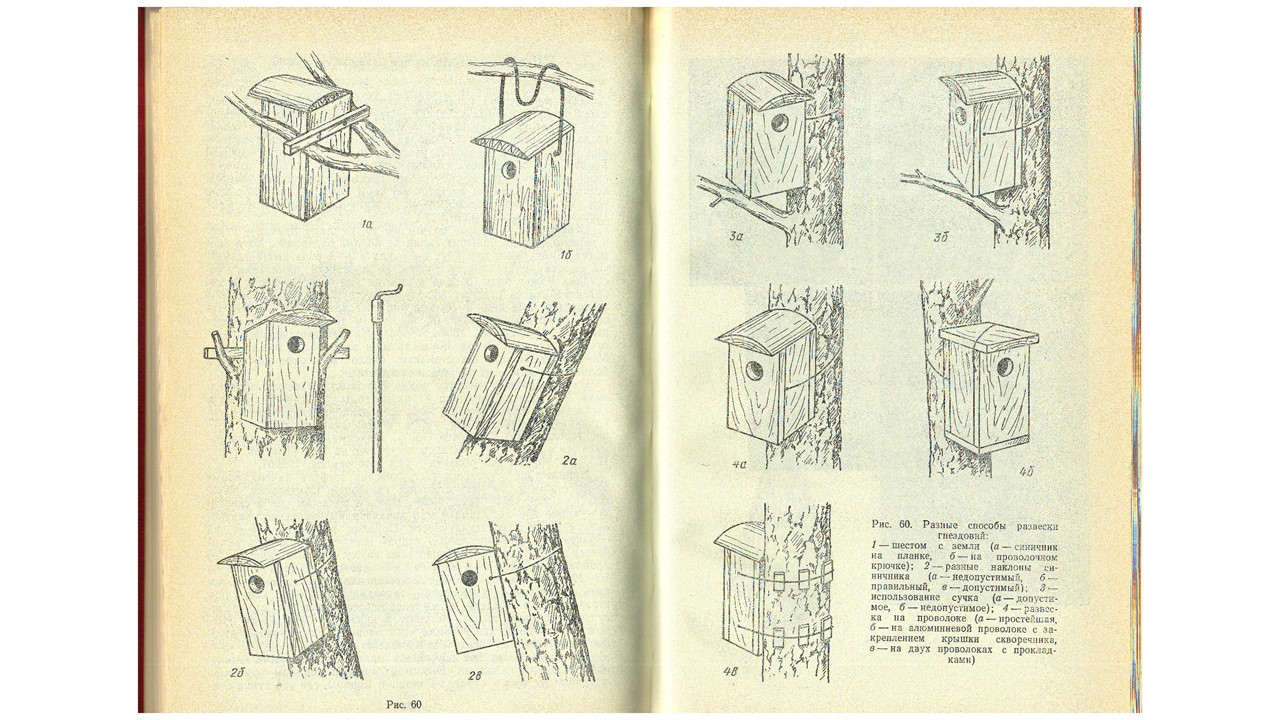 1а
1б
2а
2б
2в
Рис. 60
3а
3б
4а
4б
4в
Рис. 60. Разные способы развески
гнездовий:
1 — шестом с земли (а — синичник
на планке, б — на проволочном
крючке); 2 — разные наклоны си-
ничника (а — недопустимый, б —
правильный, в — допустимый); 3 —
использование сучка (а — допусти-
мое, б — недопустимое); 4 — развес-
ка на проволоке (а — простейшая,
б — на алюминиевой проволоке с за-
креплением крышки скворечника,
в — на двух проволоках с проклад-
ками)